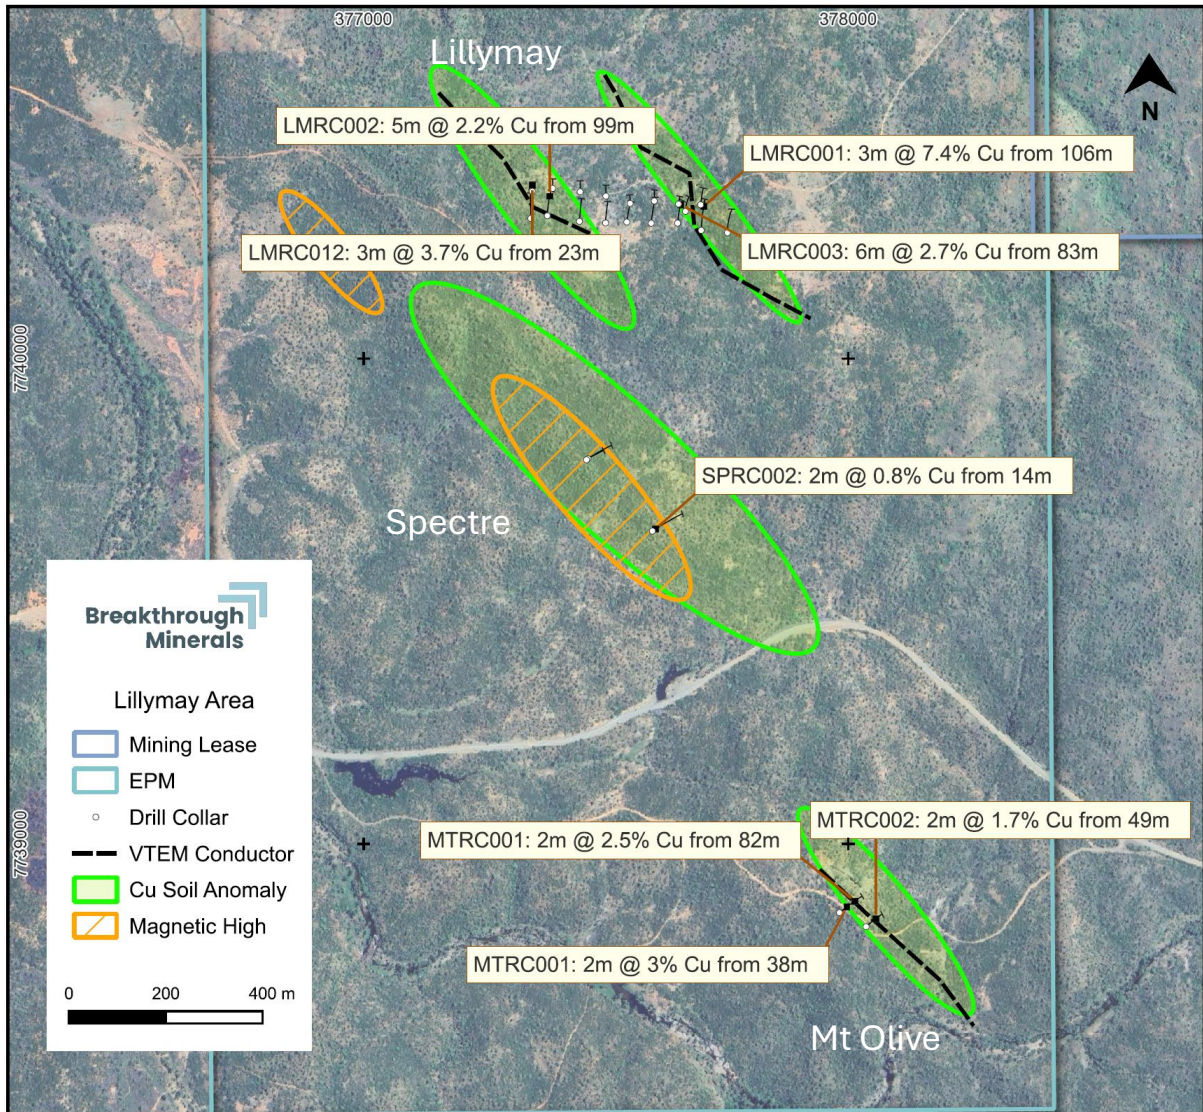 377000
378000
Lillymay
N
LMRC002: 5m @ 2.2% Cu from 99m
LMRC001: 3m @ 7.4% Cu from 106m
LMRC012: 3m @ 3.7% Cu from 23m
LMRC003: 6m @ 2.7% Cu from 83m
7740000
SPRC002: 2m @ 0.8% Cu from 14m
Spectre
Breakthrough
Minerals
Lillymay Area
Mining Lease
EPM
Drill Collar
VTEM Conductor
Cu Soil Anomaly
Magnetic High
0 200 400 m
7739000
MTRC002: 2m @ 1.7% Cu from 49m
MTRC001: 2m @ 2.5% Cu from 82m
MTRC001: 2m @ 3% Cu from 38m
Mt Olive